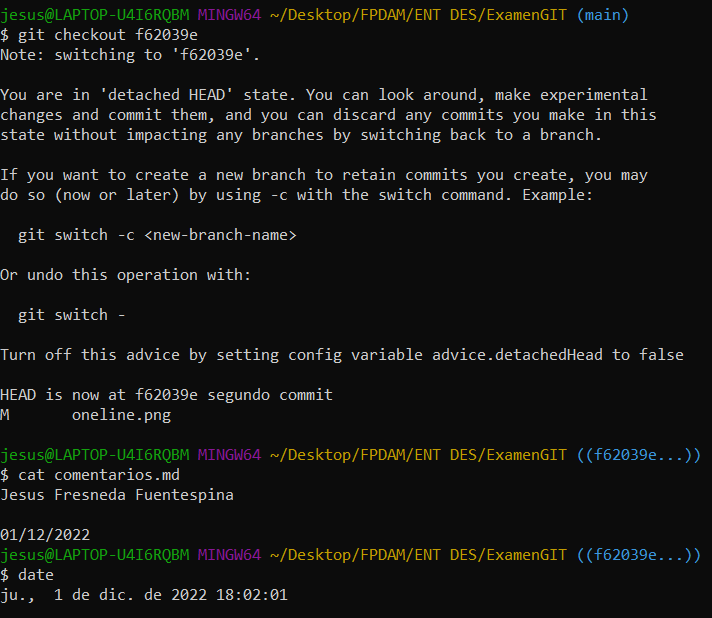 jesus@LAPTOP-U4I6RQBM MINGW64 ~/Desktop/FPDAM/ENT DES/ExamenGIT (main)
$ git checkout f62039e
Note: switching to 'f62039e'.

You are in 'detached HEAD' state. You can look around, make experimental
changes and commit them, and you can discard any commits you make in this
state without impacting any branches by switching back to a branch.

If you want to create a new branch to retain commits you create, you may
do so (now or later) by using -c with the switch command. Example:

  git switch -c <new-branch-name>

Or undo this operation with:

  git switch -

Turn off this advice by setting config variable advice.detachedHead to false

HEAD is now at f62039e segundo commit
M       oneline.png

jesus@LAPTOP-U4I6RQBM MINGW64 ~/Desktop/FPDAM/ENT DES/ExamenGIT ((f62039e...))
$ cat comentarios.md
Jesus Fresneda Fuentespina

01/12/2022
jesus@LAPTOP-U4I6RQBM MINGW64 ~/Desktop/FPDAM/ENT DES/ExamenGIT ((f62039e...))
$ date
ju.,  1 de dic. de 2022 18:02:01